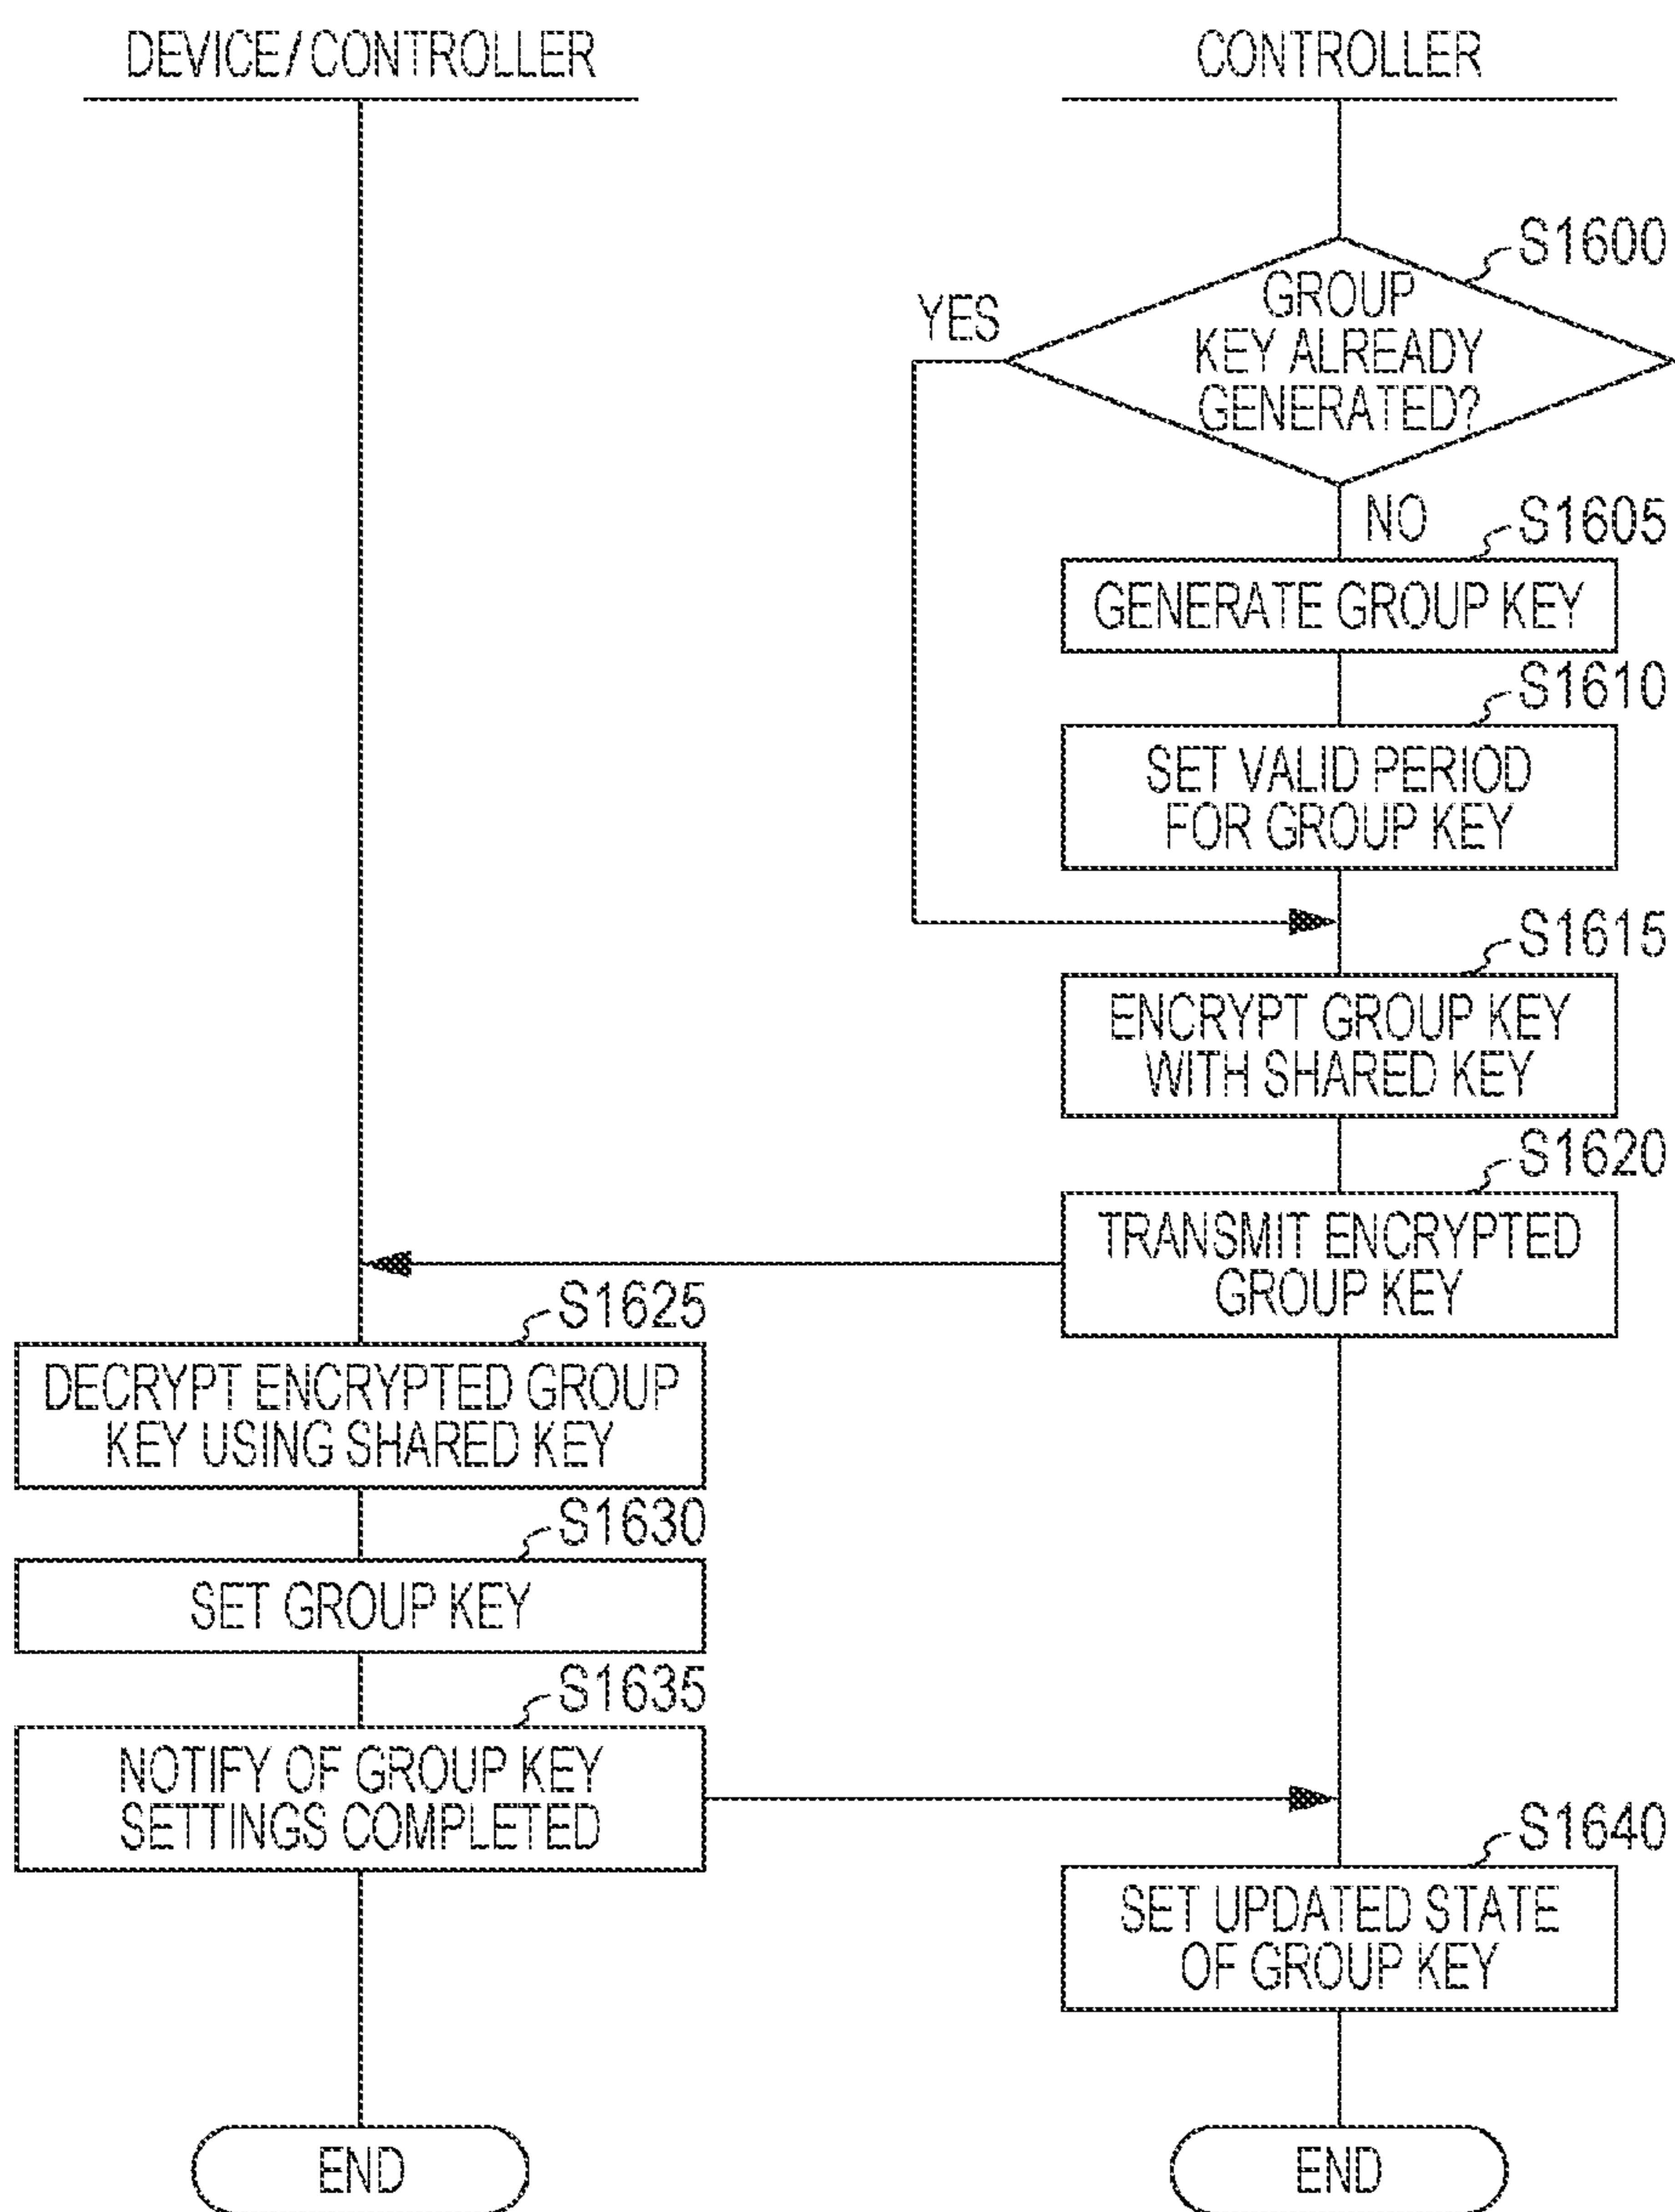 DEVICE/CONTROLLER
CONTROLLER
S1600
GROUP
KEY ALREADY
GENERATED?
YES
NO
S1605
GENERATE GROUP KEY
S1610
SET VALID PERIOD
FOR GROUP KEY
S1615
ENCRYPT GROUP KEY
WITH SHARED KEY
S1620
TRANSMIT ENCRYPTED
GROUP KEY
S1625
DECRYPT ENCRYPTED GROUP
KEY USING SHARED KEY
S1630
SET GROUP KEY
S1635
NOTIFY OF GROUP KEY
SETTINGS COMPLETED
S1640
SET UPDATED STATE
OF GROUP KEY
END
END